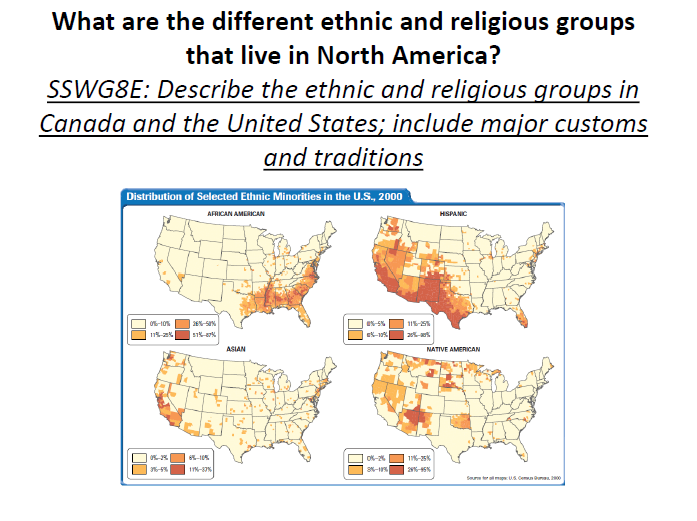 What are the different ethnic and religious groups
that live in North America?
SSWG8E: Describe the ethnic and religious groups in
Canada and the United States; include major customs
and traditions
Distribution of Selected Ethnic Minorities in the U.S., 2000
AFRICAN AMERICAN
HISPANIC
0%-10% 26%-50%
11%-25% 51%-87%
0%-5% 11%-25%
6%-10% 26%-98%
ASIAN
NATIVE AMERICAN
0%-2% 6%-10%
3%-5% 11%-37%
0%-2% 11%-25%
3%-10% 26%-95%
Source for all maps: U.S. Census Bureau, 2000